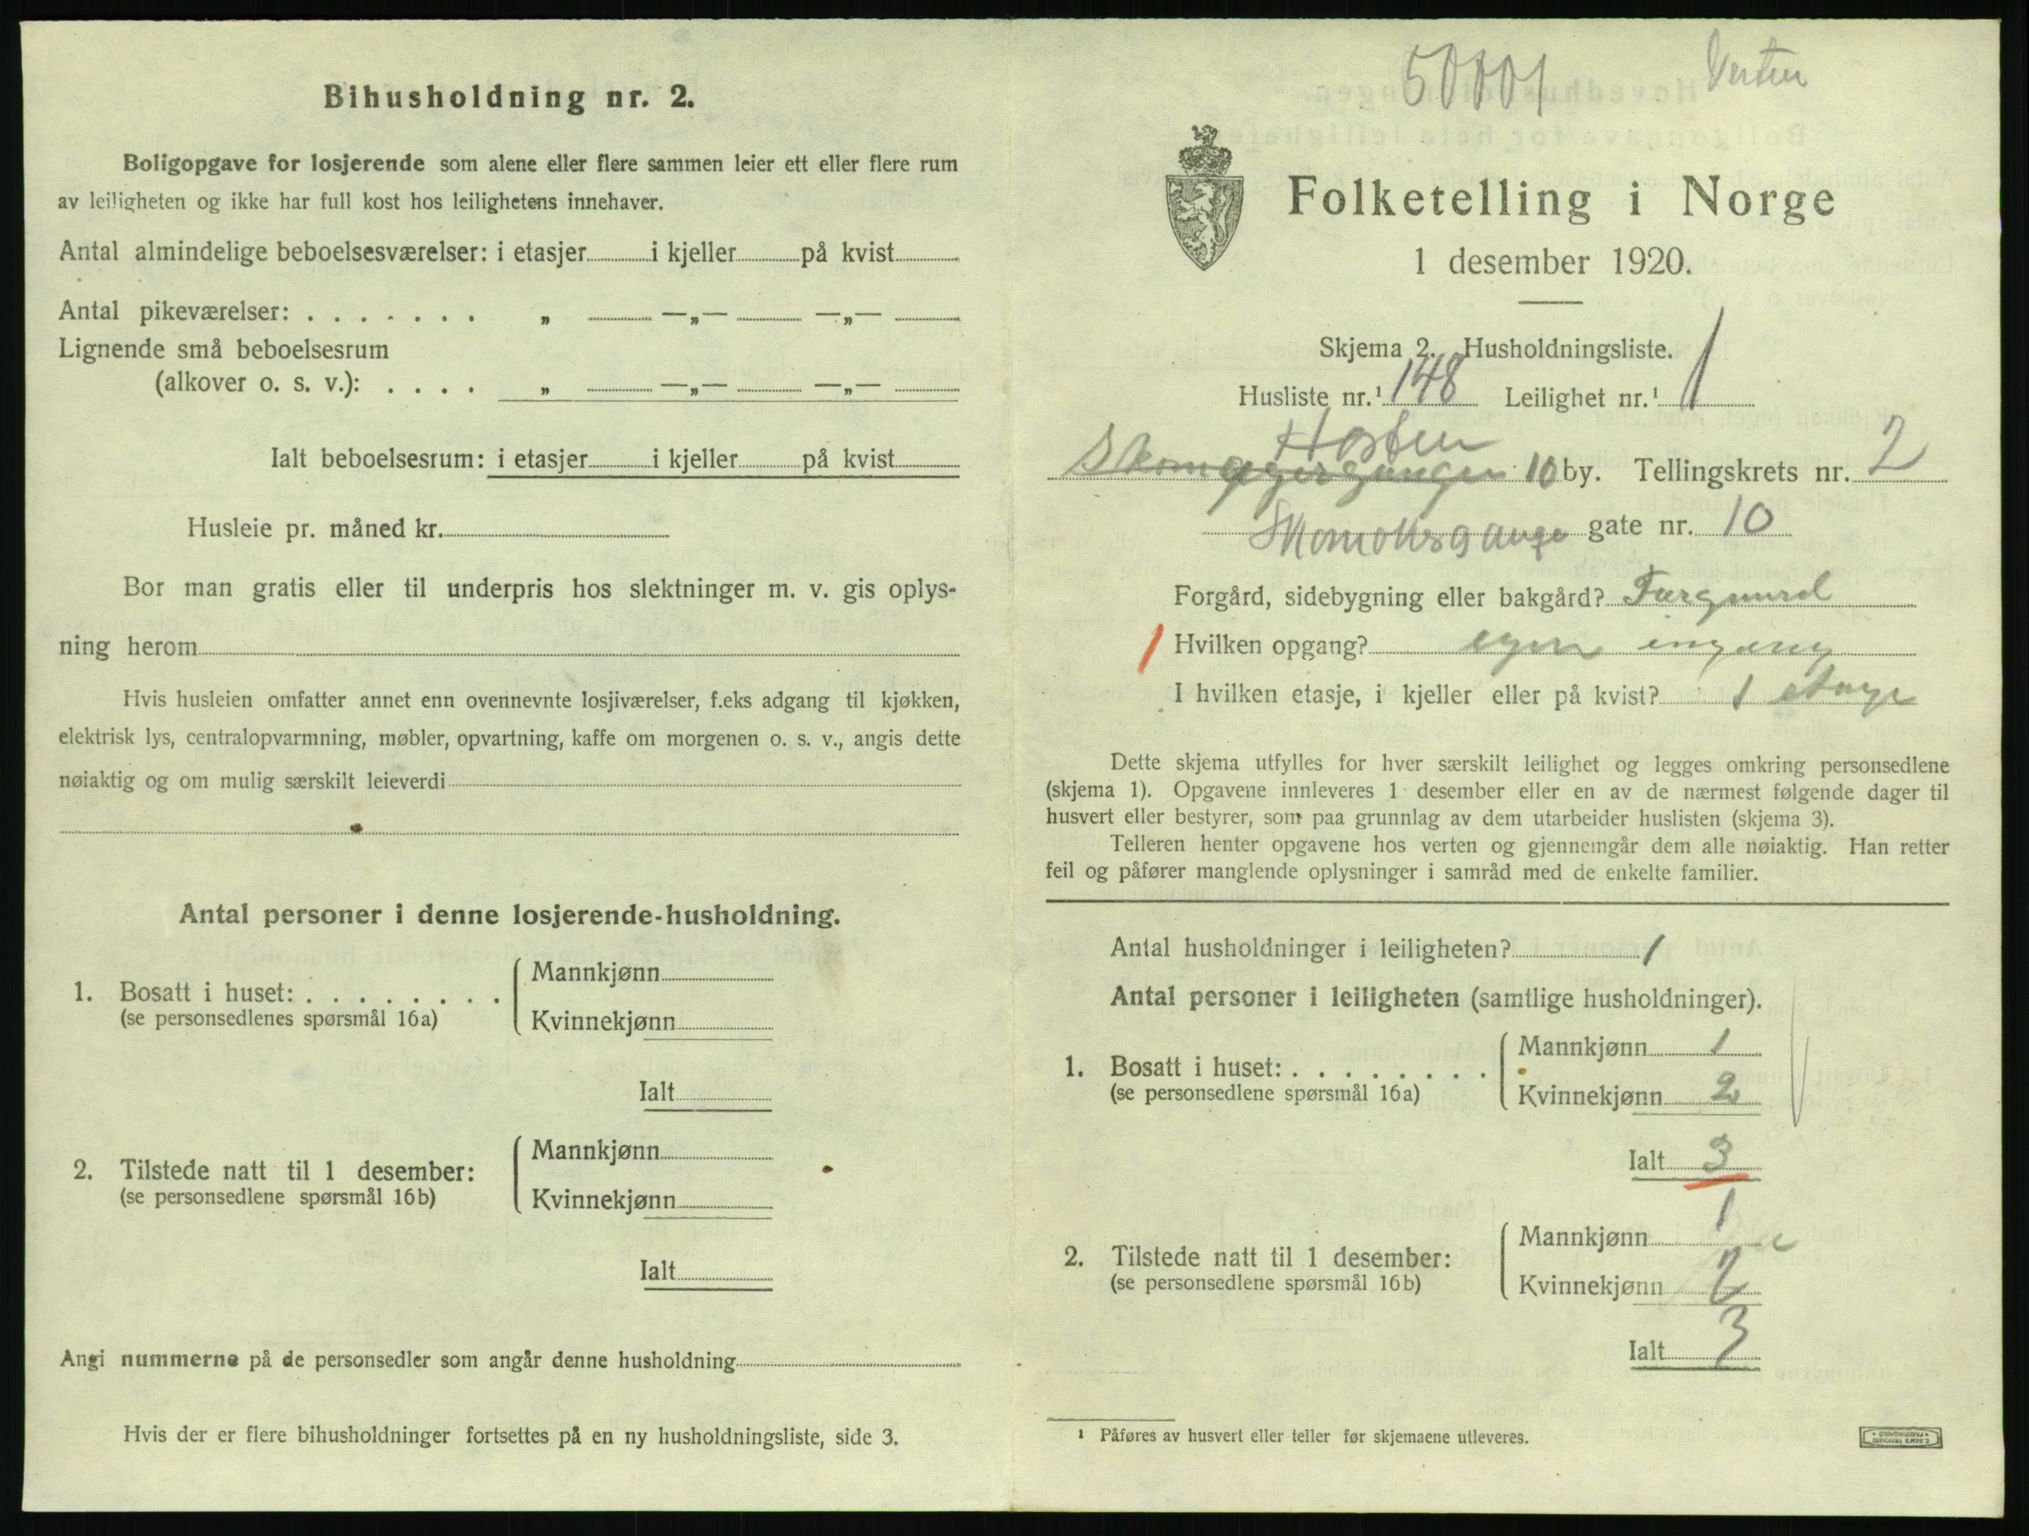 Bihusholdning nr. 2.
Boligopgave for losjerende som alene eller flere sammen leier ett eller flere rum
av leiligheten og ikke har full kost hos leilighetens innehaver.
Antal almindelige beboelsesværelser: i etasjer i kjeller på kvist
Antal pikeværelser: . . . . . . . „ —„— —„—
Lignende små beboelsesrum
(alkover o. s. v.): . . . . „ —„— —„—
Ialt beboelsesrum: i etasjer i kjeller på kvist
Husleie pr. måned kr.
Bor man gratis eller til underpris hos slektninger m. v. gis oplys-
ning herom
Hvis husleien omfatter annet enn ovennevnte losjiværelser, f.eks adgang til kjøkken,
elektrisk lys, centralopvarmning, møbler, opvartning, kaffe om morgenen o. s. v., angis dette
nøiaktig og om mulig særskilt leieverdi
Antal personer i denne losjerende-husholdning.
1. Bosatt i huset: . . . . . . . .
(se personsedlenes spørsmål 16a)
Mannkjønn
Kvinnekjønn
Ialt
2. Tilstede natt til 1 desember:
(se personsedlene spørsmål 16b)
Mannkjønn
Kvinnekjønn
Ialt
Angi nummerne på de personsedler som angår denne husholdning
Hvis der er flere bihusholdninger fortsettes på en ny husholdningsliste, side 3.
Folketelling i Norge
1 desember 1920.
Skjema 2. Husholdningsliste.
Husliste nr.¹ 148 Leilighet nr.¹ 1
10 by. Tellingskrets nr. 2
gate nr. 10
Forgård, sidebygning eller bakgård? Forgaard
1 Hvilken opgang? egen ingang
I hvilken etasje, i kjeller eller på kvist? 1 etage
Dette skjema utfylles for hver særskilt leilighet og legges omkring personsedlene
(skjema 1). Opgavene innleveres 1 desember eller en av de nærmest følgende dager til
husvert eller bestyrer, som paa grunnlag av dem utarbeider huslisten (skjema 3).
Telleren henter opgavene hos verten og gjennemgår dem alle nøiaktig. Han retter
feil og påfører manglende oplysninger i samråd med de enkelte familier.
Antal husholdninger i leiligheten? 1
Antal personer i leiligheten (samtlige husholdninger).
1. Bosatt i huset: . . . . . . . .
(se personsedlene spørsmål 16a)
Mannkjønn 1
Kvinnekjønn 2
Ialt 3
2. Tilstede natt til 1 desember:
(se personsedlene spørsmål 16b)
Mannkjønn 1
Kvinnekjønn 2
Ialt 3
¹ Påføres av husvert eller teller før skjemaene utleveres.